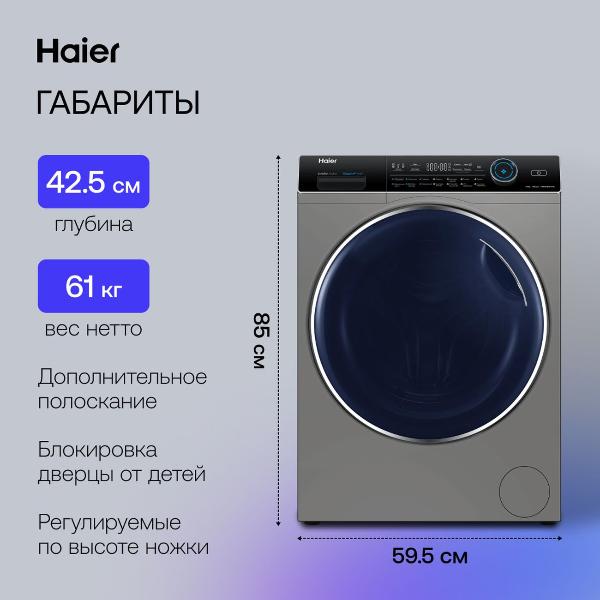 Haier
ГАБАРИТЫ
42.5 см
глубина
61 кг
вес нетто
Дополнительное
полоскание
Блокировка
дверцы от детей
Регулируемые
по высоте ножки
85 см
59.5 см
Haier